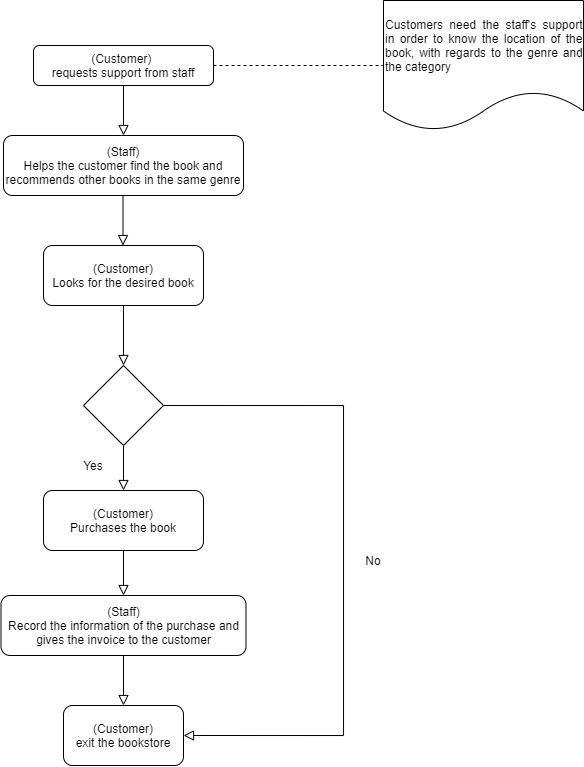 Customers need the staff's support
in order to know the location of the
book, with regards to the genre and
the category
(Customer)
requests support from staff
(Staff)
Helps the customer find the book and
recommends other books in the same genre
(Customer)
Looks for the desired book
Yes
(Customer)
Purchases the book
No
(Staff)
Record the information of the purchase and
gives the invoice to the customer
(Customer)
exit the bookstore